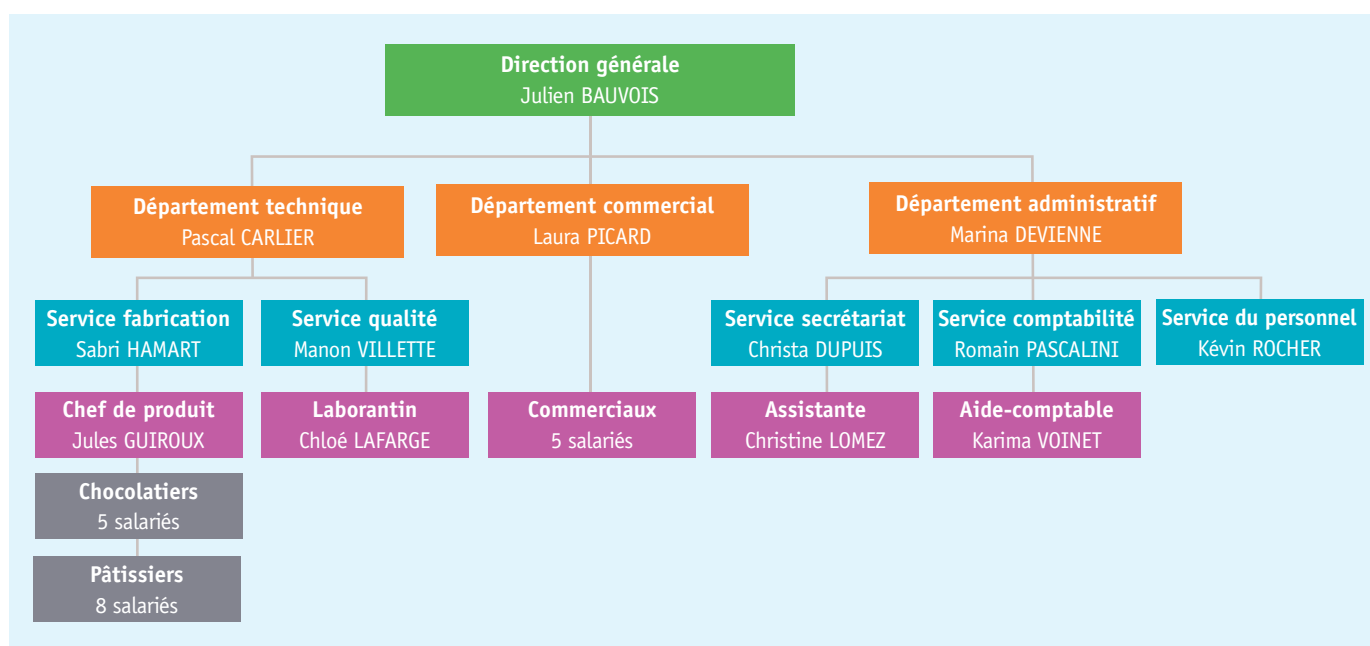 Direction générale
Julien BAUVOIS
Département technique
Pascal CARLIER
Département commercial
Laura PICARD
Département administratif
Marina DEVIENNE
Service fabrication
Sabri HAMART
Service qualité
Manon VILLETTE
Service secrétariat
Christa DUPUIS
Service comptabilité
Romain PASCALINI
Service du personnel
Kévin ROCHER
Chef de produit
Jules GUIROUX
Laborantin
Chloé LAFARGE
Commerciaux
5 salariés
Assistante
Christine LOMEZ
Aide-comptable
Karima VOINET
Chocolatiers
5 salariés
Pâtissiers
8 salariés